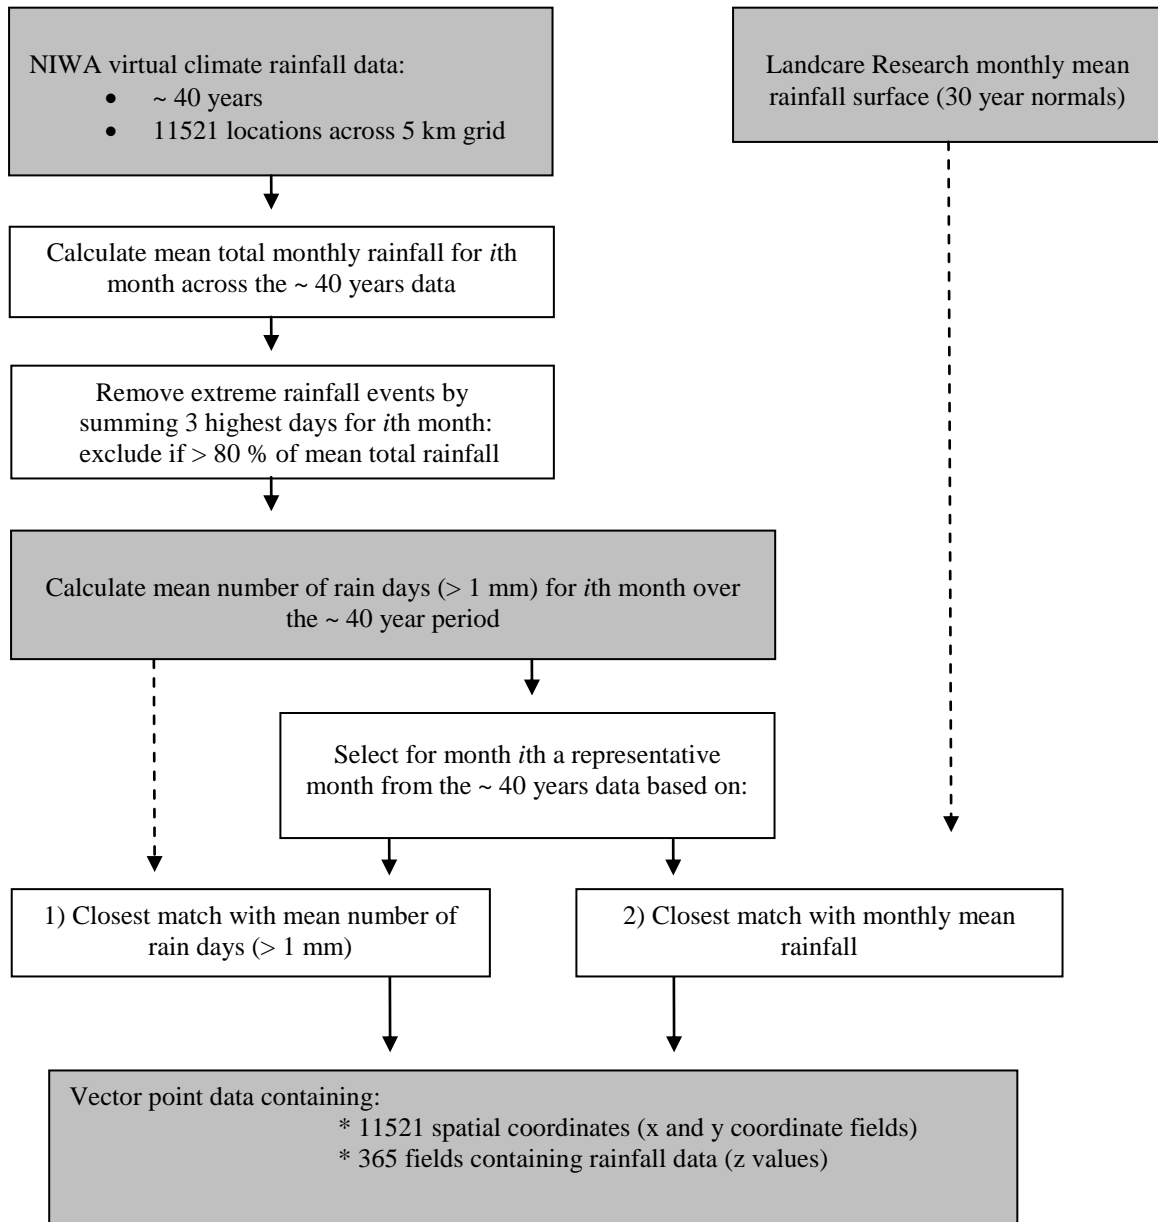 NIWA virtual climate rainfall data:
• ~ 40 years
• 11521 locations across 5 km grid
Landcare Research monthly mean
rainfall surface (30 year normals)
Calculate mean total monthly rainfall for ith
month across the ~ 40 years data
Remove extreme rainfall events by
summing 3 highest days for ith month:
exclude if > 80 % of mean total rainfall
Calculate mean number of rain days (> 1 mm) for ith month over
the ~ 40 year period
Select for month ith a representative
month from the ~ 40 years data based on:
1) Closest match with mean number of
rain days (> 1 mm)
2) Closest match with monthly mean
rainfall
Vector point data containing:
* 11521 spatial coordinates (x and y coordinate fields)
* 365 fields containing rainfall data (z values)